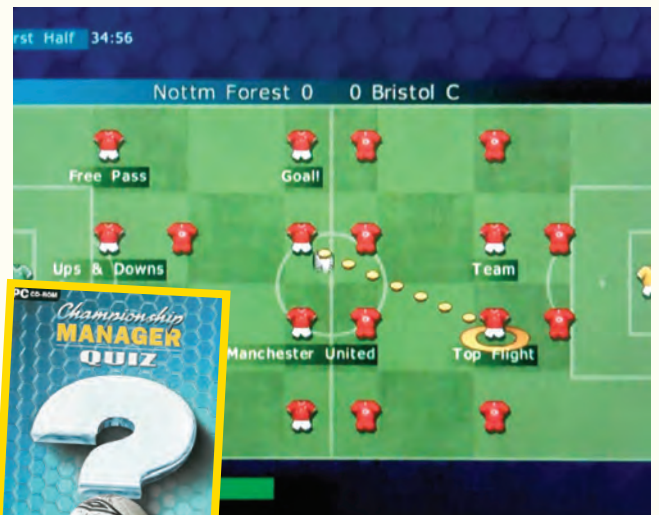 rst Half 34:56
Nottm Forest 0 0 Bristol C
Free Pass
Goal!
Ups & Downs
Team
Manchester United
Top Flight
PC CD-ROM
Championship
MANAGER
QUIZ
?